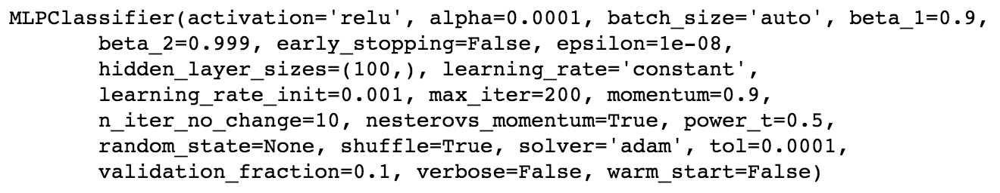 MLPClassifier(activation='relu', alpha=0.0001, batch_size='auto', beta_1=0.9,
beta_2=0.999, early_stopping=False, epsilon=1e-08,
hidden_layer_sizes=(100,), learning_rate='constant',
learning_rate_init=0.001, max_iter=200, momentum=0.9,
n_iter_no_change=10, nesterovs_momentum=True, power_t=0.5,
random_state=None, shuffle=True, solver='adam', tol=0.0001,
validation_fraction=0.1, verbose=False, warm_start=False)